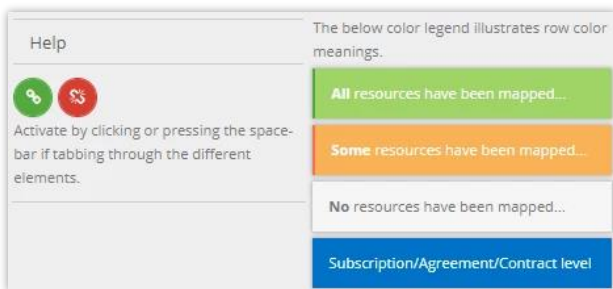 Help
Activate by clicking or pressing the space-
bar if tabbing through the different
elements.
The below color legend illustrates row color
meanings.
All resources have been mapped...
Some resources have been mapped...
No resources have been mapped...
Subscription/Agreement/Contract level